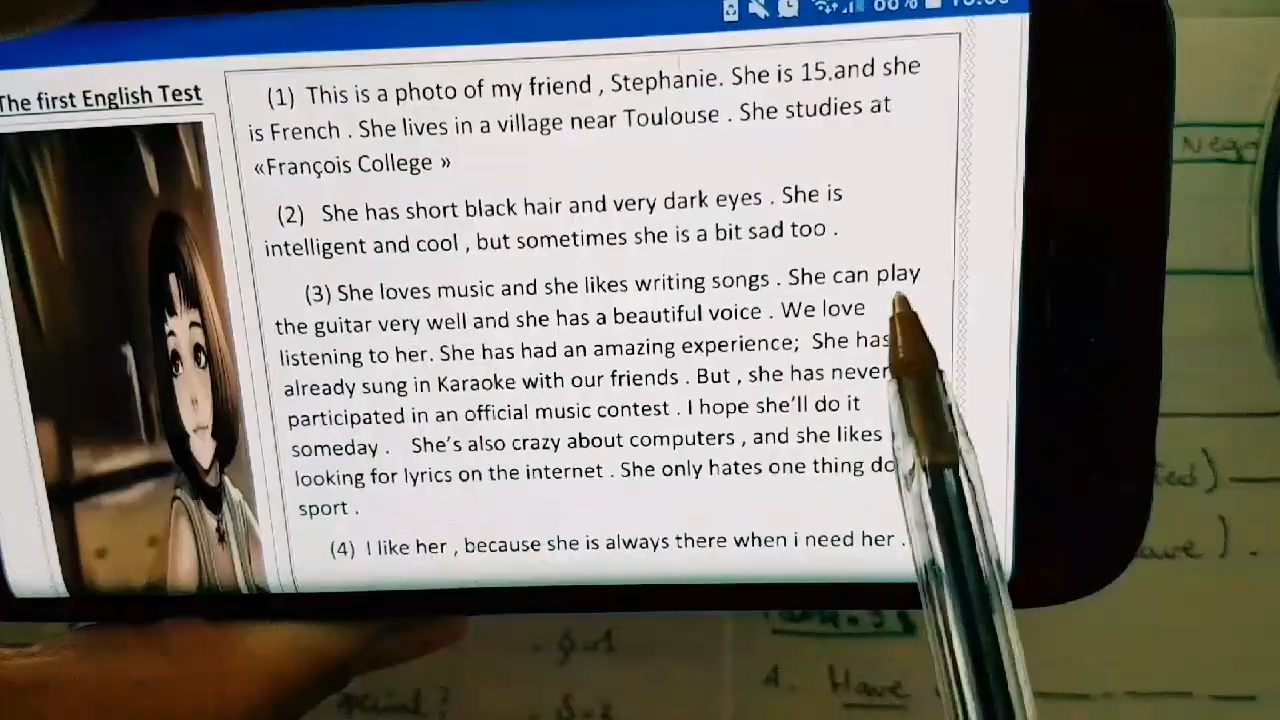 The first English Test
(1) This is a photo of my friend , Stephanie. She is 15.and she
is French . She lives in a village near Toulouse . She studies at
«François College »
(2) She has short black hair and very dark eyes . She is
intelligent and cool , but sometimes she is a bit sad too .
(3) She loves music and she likes writing songs . She can play
the guitar very well and she has a beautiful voice . We love
listening to her. She has had an amazing experience; She has
already sung in Karaoke with our friends . But , she has never
participated in an official music contest . I hope she'll do it
someday . She's also crazy about computers , and she likes
looking for lyrics on the internet . She only hates one thing
sport .
(4) I like her , because she is always there when i need her .
4. Have